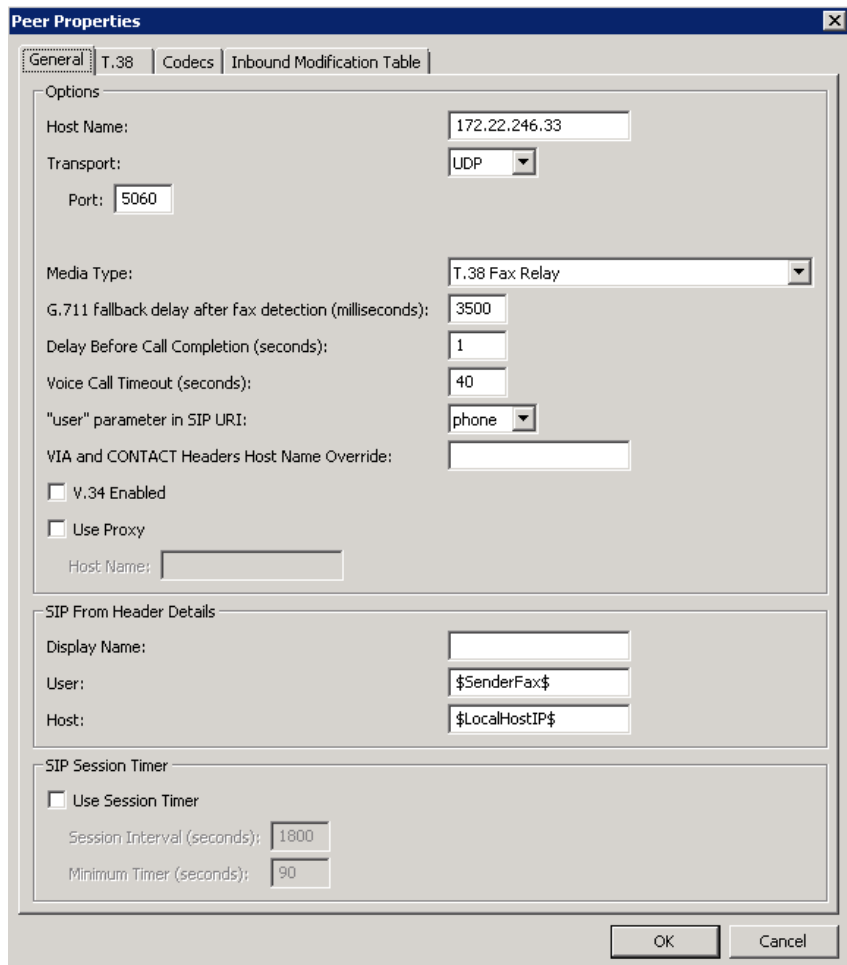 Peer Properties
General T.38 Codecs Inbound Modification Table
Options
Host Name: 172.22.246.33
Transport: UDP
Port: 5060
Media Type: T.38 Fax Relay
G.711 fallback delay after fax detection (milliseconds): 3500
Delay Before Call Completion (seconds): 1
Voice Call Timeout (seconds): 40
"user" parameter in SIP URI: phone
VIA and CONTACT Headers Host Name Override:
V.34 Enabled
Use Proxy
Host Name:
SIP From Header Details
Display Name:
User: $SenderFax$
Host: $LocalHostIP$
SIP Session Timer
Use Session Timer
Session Interval (seconds): 1800
Minimum Timer (seconds): 90
OK Cancel